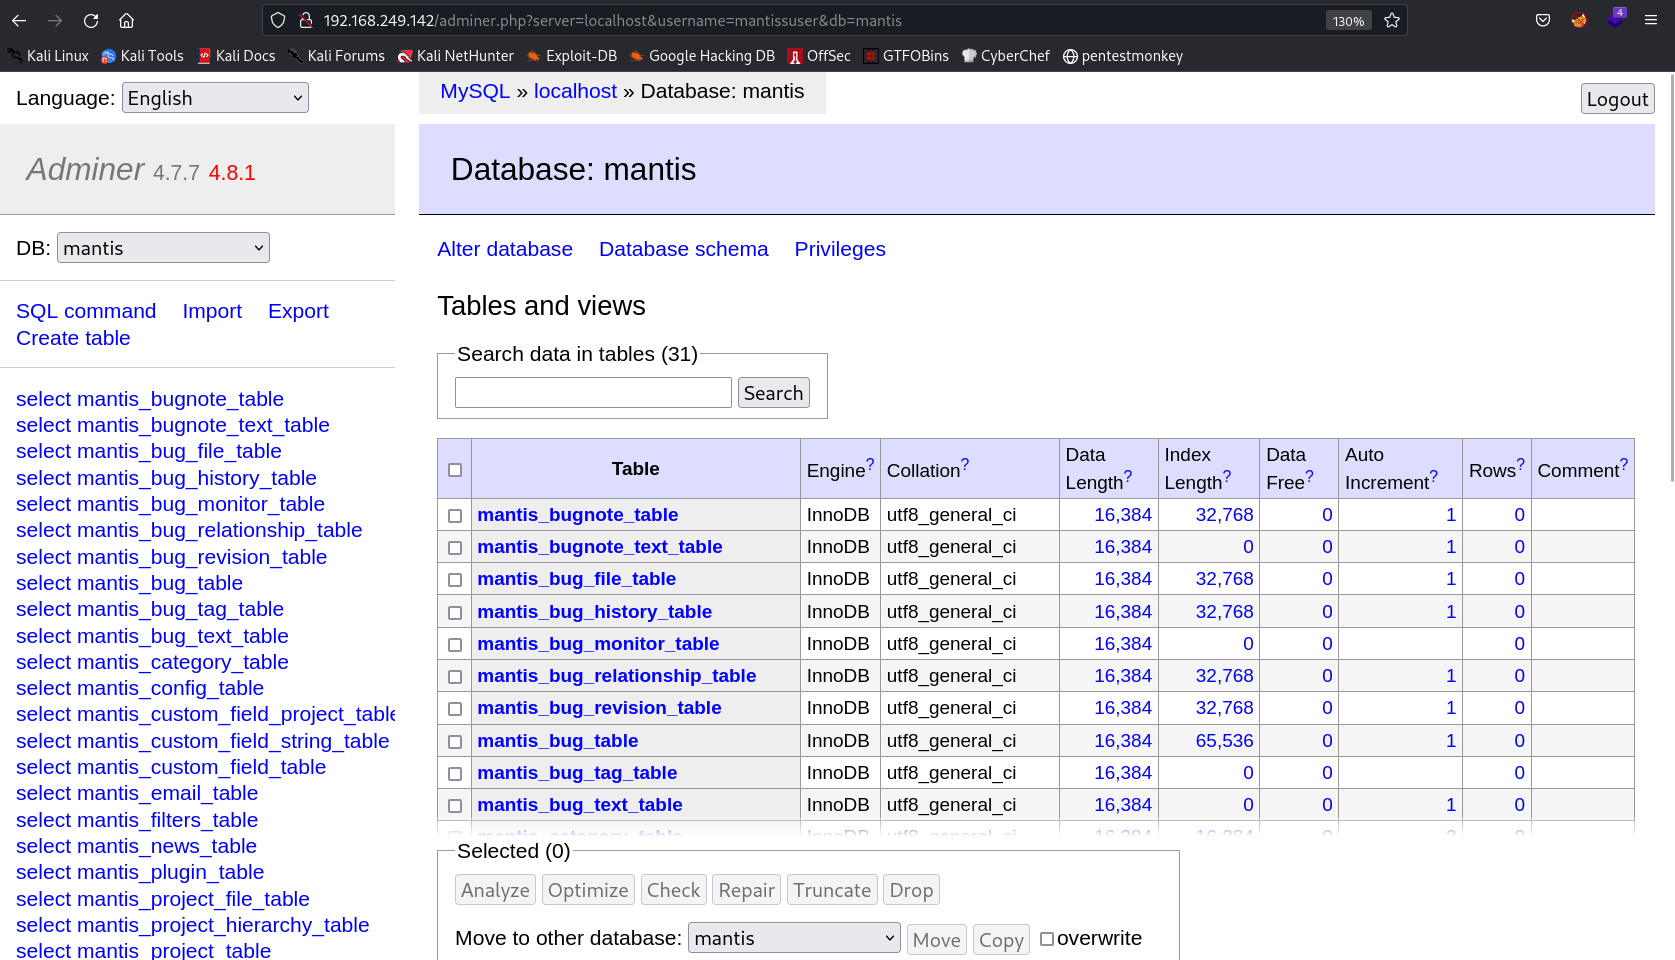 192.168.249.142/adminer.php?server=localhost&username=mantissuser&db=mantis 130% 4
Kali Linux Kali Tools Kali Docs Kali Forums Kali NetHunter Exploit-DB Google Hacking DB OffSec GTFOBins CyberChef pentestmonkey
Language: English
MySQL » localhost » Database: mantis
Logout
Adminer 4.7.7 4.8.1
Database: mantis
DB: mantis
Alter database Database schema Privileges
SQL command Import Export
Create table
Tables and views
Search data in tables (31)
Search
select mantis_bugnote_table
select mantis_bugnote_text_table
select mantis_bug_file_table
select mantis_bug_history_table
select mantis_bug_monitor_table
select mantis_bug_relationship_table
select mantis_bug_revision_table
select mantis_bug_table
select mantis_bug_tag_table
select mantis_bug_text_table
select mantis_category_table
select mantis_config_table
select mantis_custom_field_project_table
select mantis_custom_field_string_table
select mantis_custom_field_table
select mantis_email_table
select mantis_filters_table
select mantis_news_table
select mantis_plugin_table
select mantis_project_file_table
select mantis_project_hierarchy_table
select mantis_project_table
Table Engine? Collation? Data Length? Index Length? Data Free? Auto Increment? Rows? Comment?
mantis_bugnote_table InnoDB utf8_general_ci 16,384 32,768 0 1 0
mantis_bugnote_text_table InnoDB utf8_general_ci 16,384 0 0 1 0
mantis_bug_file_table InnoDB utf8_general_ci 16,384 32,768 0 1 0
mantis_bug_history_table InnoDB utf8_general_ci 16,384 32,768 0 1 0
mantis_bug_monitor_table InnoDB utf8_general_ci 16,384 0 0 0
mantis_bug_relationship_table InnoDB utf8_general_ci 16,384 32,768 0 1 0
mantis_bug_revision_table InnoDB utf8_general_ci 16,384 32,768 0 1 0
mantis_bug_table InnoDB utf8_general_ci 16,384 65,536 0 1 0
mantis_bug_tag_table InnoDB utf8_general_ci 16,384 0 0 0
mantis_bug_text_table InnoDB utf8_general_ci 16,384 0 0 1 0
mantis_category_table InnoDB utf8_general_ci 16,384 16,384 0 2 0
Selected (0)
Analyze Optimize Check Repair Truncate Drop
Move to other database: mantis Move Copy overwrite